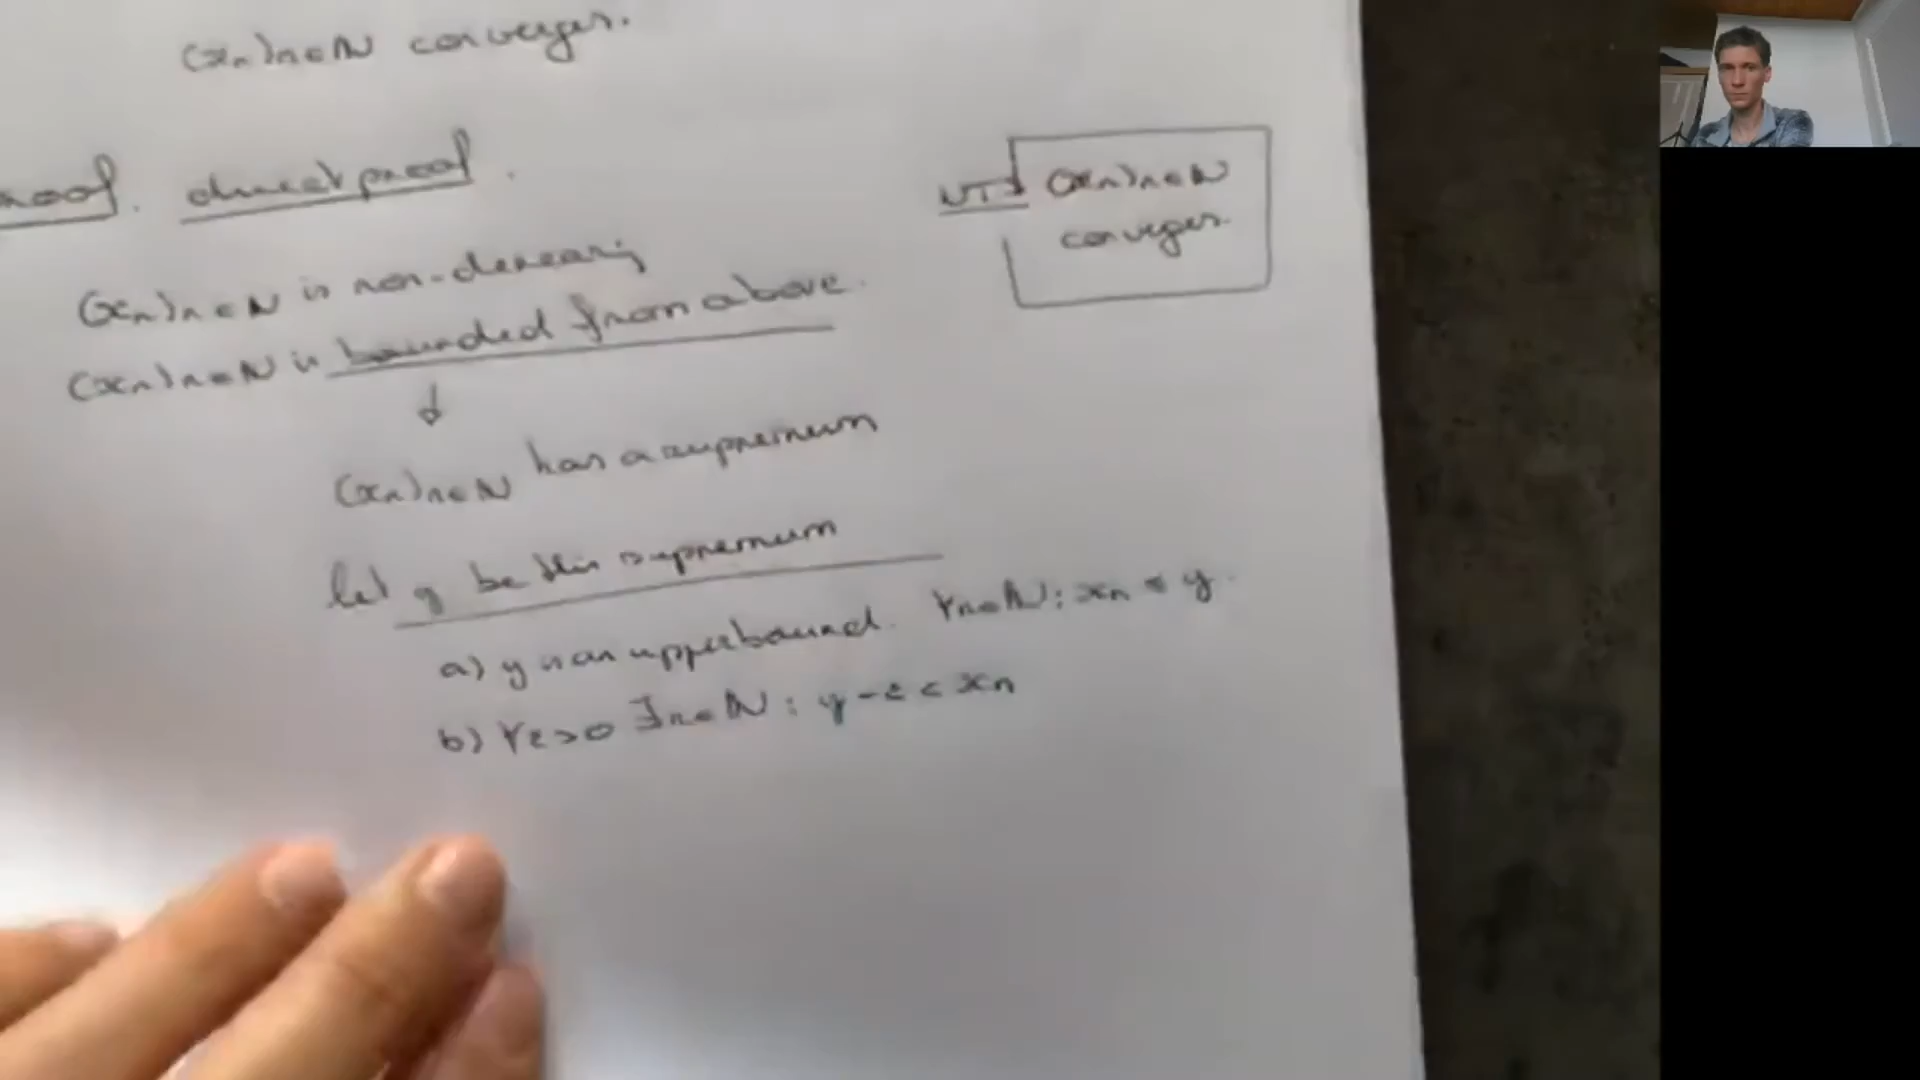 (xn)n∈ℕ converges.
roof. direct proof.
NTS (xn)n∈ℕ
converges.
(xn)n∈ℕ is non-decreasing
(xn)n∈ℕ is bounded from above.
↓
(xn)n∈ℕ has a supremum
let y be this supremum
a) y is an upperbound. ∀n∈ℕ: xn ≤ y.
b) ∀ε>0 ∃n∈ℕ: y-ε < xn